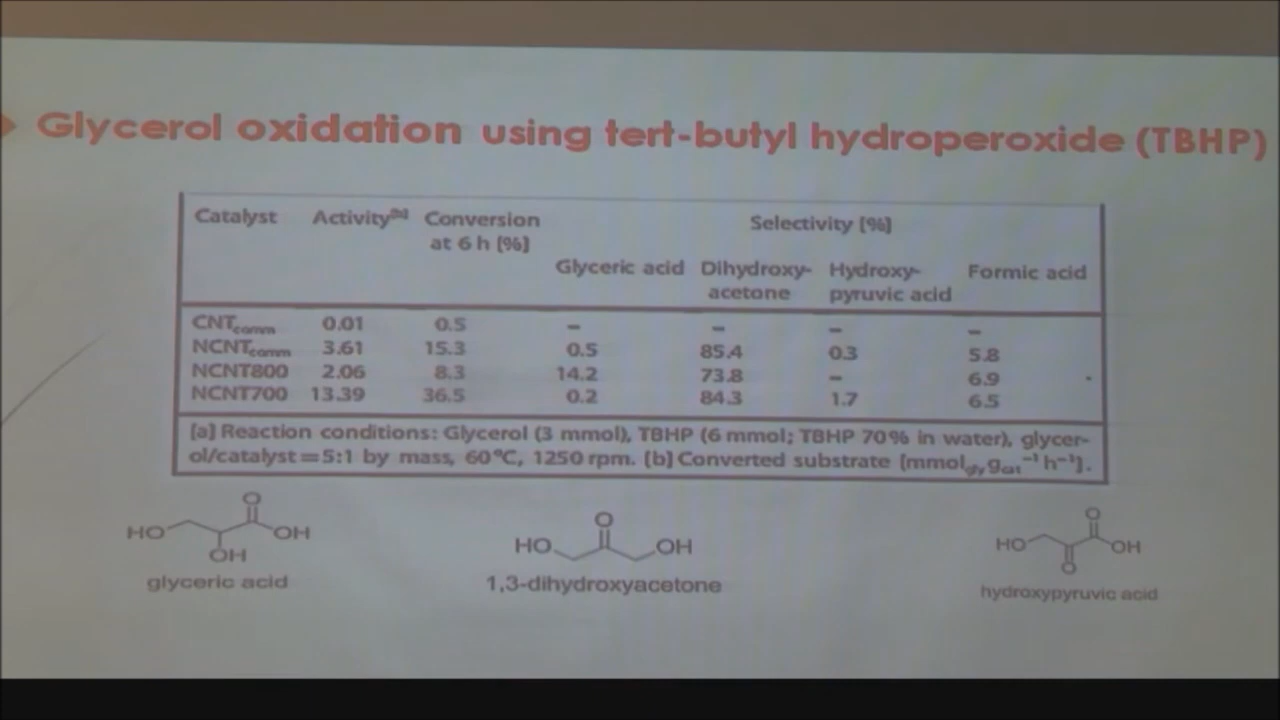 Glycerol oxidation using tert-butyl hydroperoxide (TBHP)
Catalyst Activity[b] Conversion at 6 h [%] Selectivity [%]
Glyceric acid Dihydroxy-acetone Hydroxy-pyruvic acid Formic acid
CNTcomm 0.01 0.5 – – – –
NCNTcomm 3.61 15.3 0.5 85.4 0.3 5.8
NCNT800 2.06 8.3 14.2 73.8 – 6.9
NCNT700 13.39 36.5 0.2 84.3 1.7 6.5
[a] Reaction conditions: Glycerol (3 mmol), TBHP (6 mmol; TBHP 70% in water), glycer-
ol/catalyst=5:1 by mass, 60°C, 1250 rpm. [b] Converted substrate [mmolgly gcat⁻¹ h⁻¹].
HO O OH OH
glyceric acid
HO O OH
1,3-dihydroxyacetone
HO O O OH
hydroxypyruvic acid